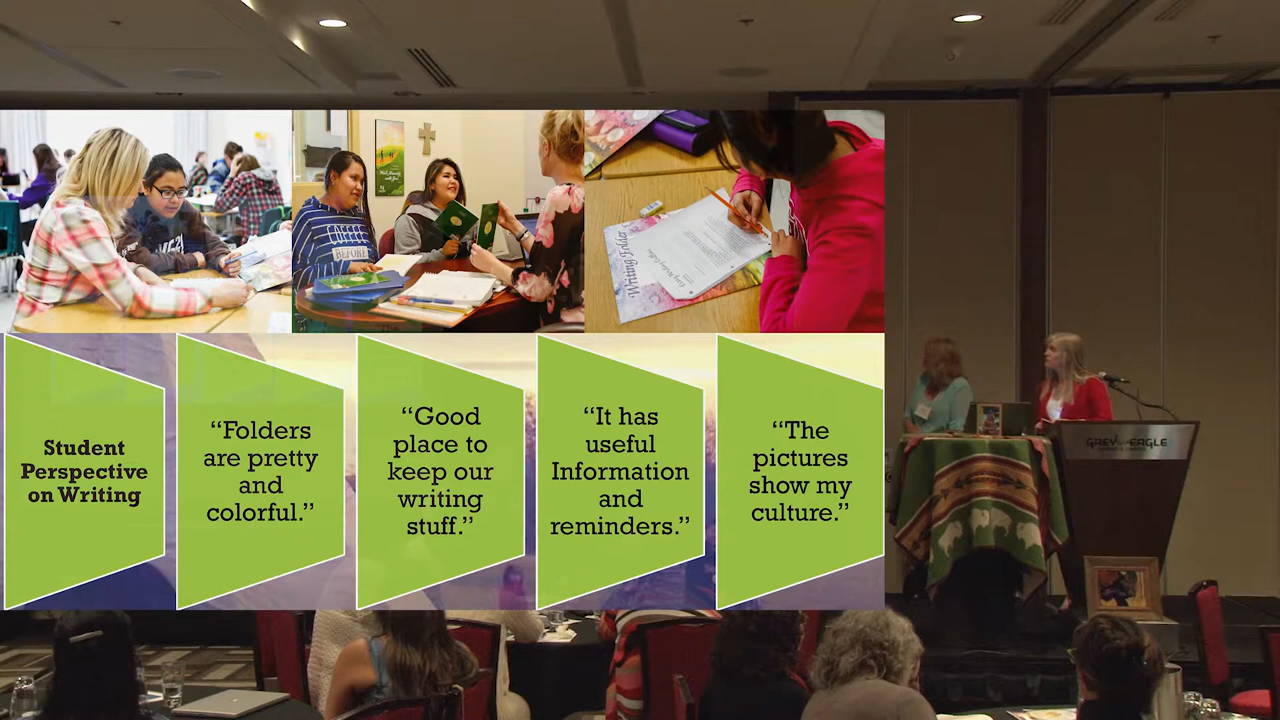 BEFORE
Writing Folder
Student
Perspective
on Writing
“Folders
are pretty
and
colorful.”
“Good
place to
keep our
writing
stuff.”
“It has
useful
Information
and
reminders.”
“The
pictures
show my
culture.”
GREY EAGLE